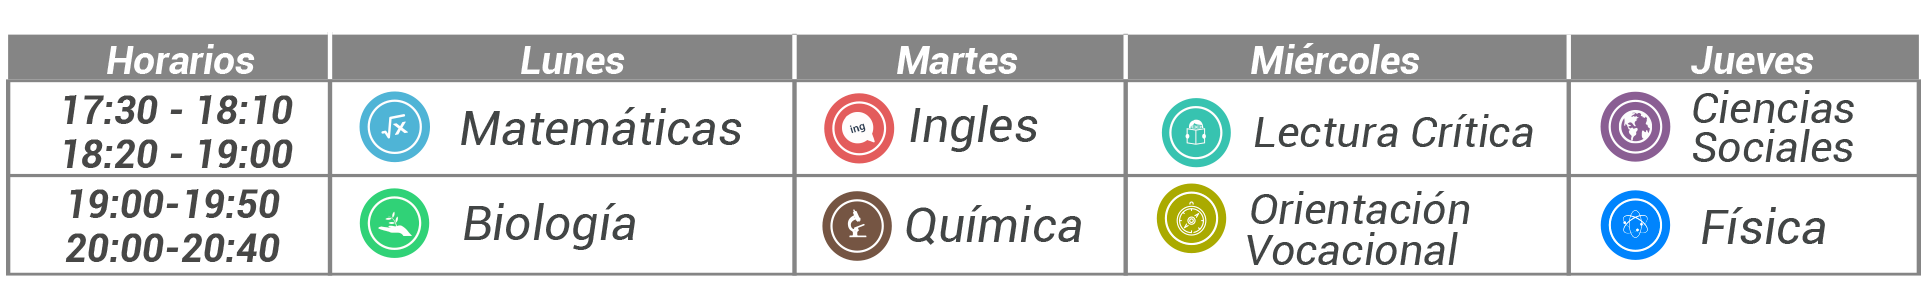 Horarios Lunes Martes Miércoles Jueves
17:30 - 18:10
18:20 - 19:00
Matemáticas
ing
Ingles
Lectura Crítica
Ciencias
Sociales
19:00-19:50
20:00-20:40
Biología
Química
Orientación
Vocacional
Física